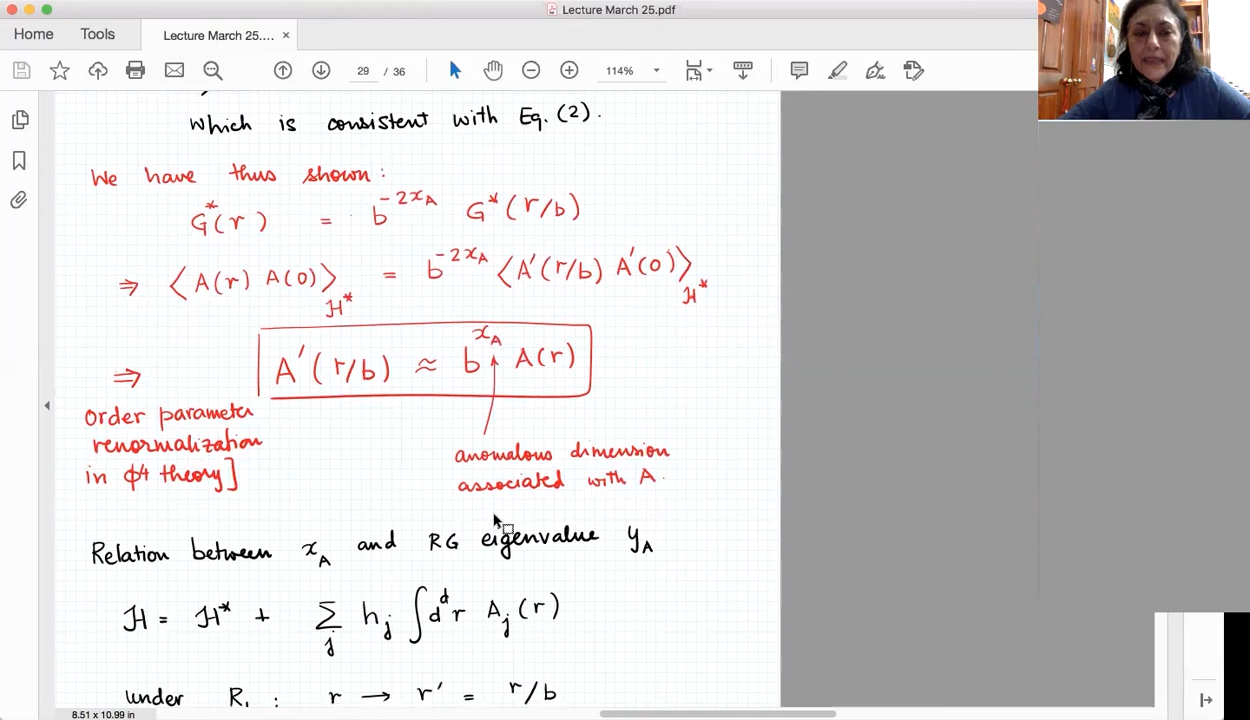 Lecture March 25.pdf
Home Tools Lecture March 25.... ×
29 / 36 114%
which is consistent with Eq. (2).
We have thus shown:
G*(r) = b^{-2x_A} G*(r/b)
⇒ ⟨A(r) A(0)⟩_{H*} = b^{-2x_A} ⟨A'(r/b) A'(0)⟩_{H*}
⇒ A'(r/b) ≈ b^{x_A} A(r)
order parameter
renormalization
in ϕ4 theory]
anomalous dimension
associated with A.
Relation between x_A and RG eigenvalue y_A
H = H* + Σ_j h_j ∫d^d r A_j(r)
under R_b : r → r' = r/b
8.51 x 10.99 in